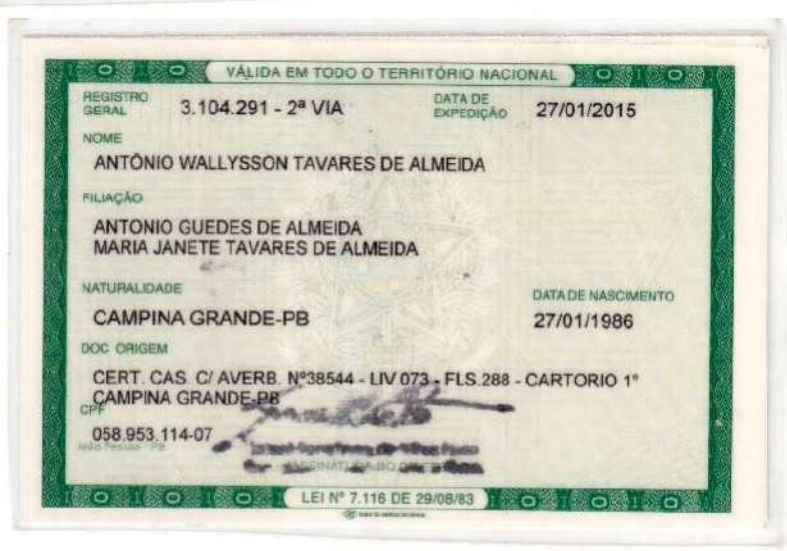 VÁLIDA EM TODO O TERRITÓRIO NACIONAL
REGISTRO GERAL 3.104.291 - 2ª VIA DATA DE EXPEDIÇÃO 27/01/2015
NOME
ANTÔNIO WALLYSSON TAVARES DE ALMEIDA
FILIAÇÃO
ANTONIO GUEDES DE ALMEIDA
MARIA JANETE TAVARES DE ALMEIDA
NATURALIDADE DATA DE NASCIMENTO
CAMPINA GRANDE-PB 27/01/1986
DOC ORIGEM
CERT. CAS. C/ AVERB. Nº38544 - LIV.073 - FLS.288 - CARTORIO 1º
CAMPINA GRANDE-PB
CPF
058.953.114-07
João Pessoa - PB
ASSINATURA DO
LEI Nº 7.116 DE 29/08/83